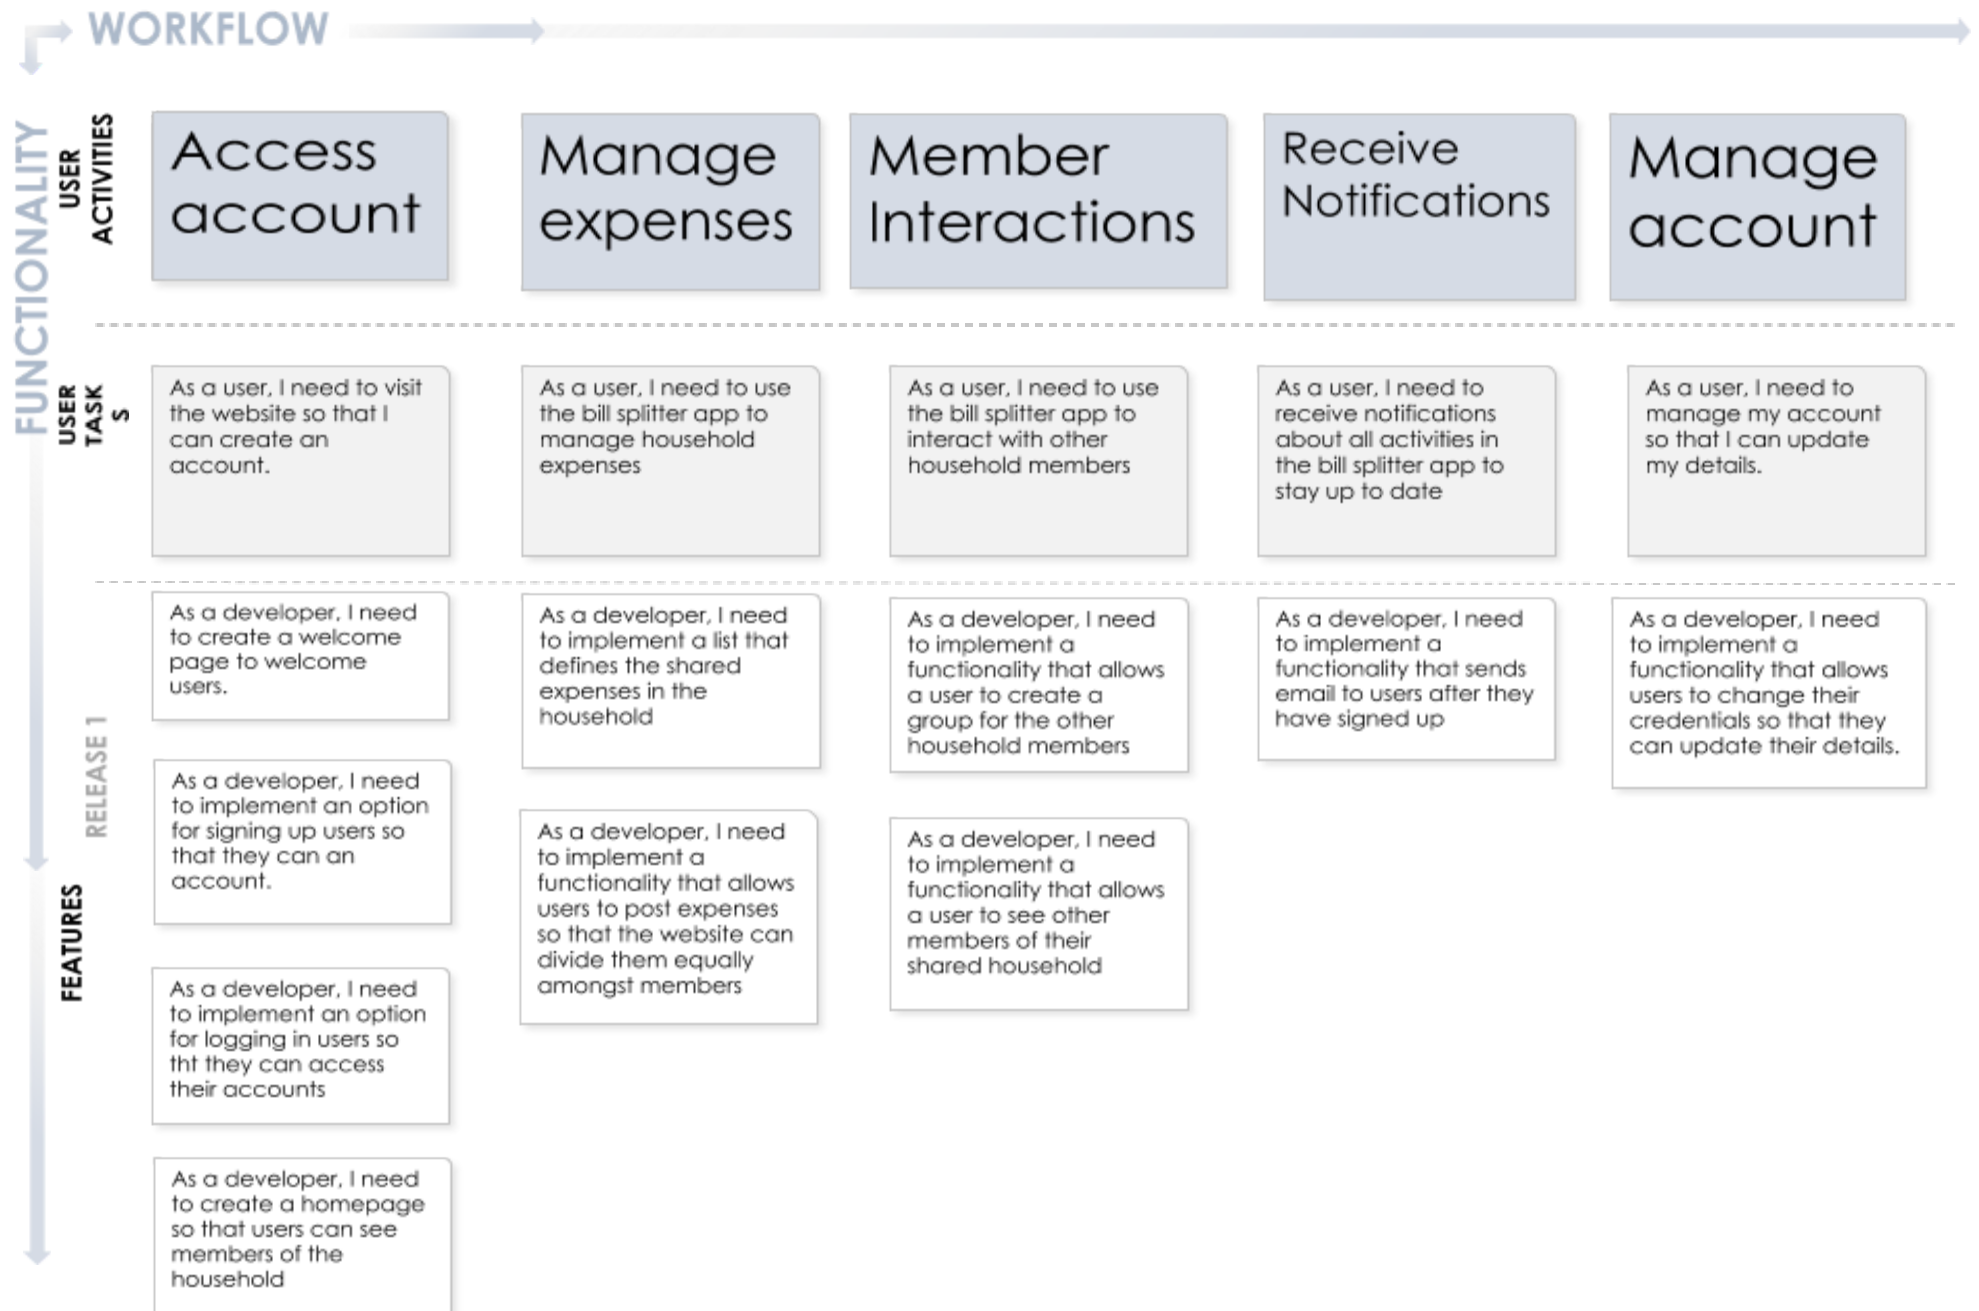 WORKFLOW
FUNCTIONALITY
USER
ACTIVITIES
Access
account
Manage
expenses
Member
Interactions
Receive
Notifications
Manage
account
USER
TASK
S
As a user, I need to visit
the website so that I
can create an
account.
As a user, I need to use
the bill splitter app to
manage household
expenses
As a user, I need to use
the bill splitter app to
interact with other
household members
As a user, I need to
receive notifications
about all activities in
the bill splitter app to
stay up to date
As a user, I need to
manage my account
so that I can update
my details.
RELEASE 1
FEATURES
As a developer, I need
to create a welcome
page to welcome
users.
As a developer, I need
to implement an option
for signing up users so
that they can an
account.
As a developer, I need
to implement an option
for logging in users so
tht they can access
their accounts
As a developer, I need
to create a homepage
so that users can see
members of the
household
As a developer, I need
to implement a list that
defines the shared
expenses in the
household
As a developer, I need
to implement a
functionality that allows
users to post expenses
so that the website can
divide them equally
amongst members
As a developer, I need
to implement a
functionality that allows
a user to create a
group for the other
household members
As a developer, I need
to implement a
functionality that allows
a user to see other
members of their
shared household
As a developer, I need
to implement a
functionality that sends
email to users after they
have signed up
As a developer, I need
to implement a
functionality that allows
users to change their
credentials so that they
can update their details.